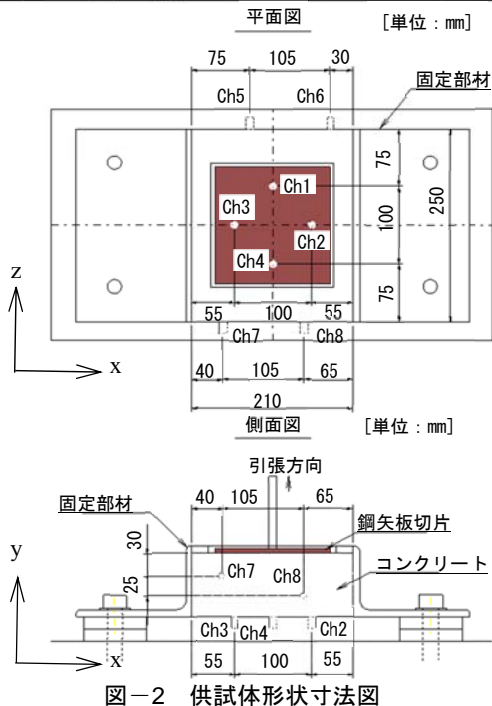 平面図
[単位：mm]
75 105 30
Ch5 Ch6
固定部材
75
Ch1
100
250
Ch3
Ch2
Ch4
75
z
55 100 55
Ch7 Ch8
x
40 105 65
210
側面図
[単位：mm]
引張方向
40 105 65
固定部材
鋼矢板切片
30
y
Ch7
Ch8
コンクリート
25
Ch3 Ch4 Ch2
x
55 100 55
図－2 供試体形状寸法図